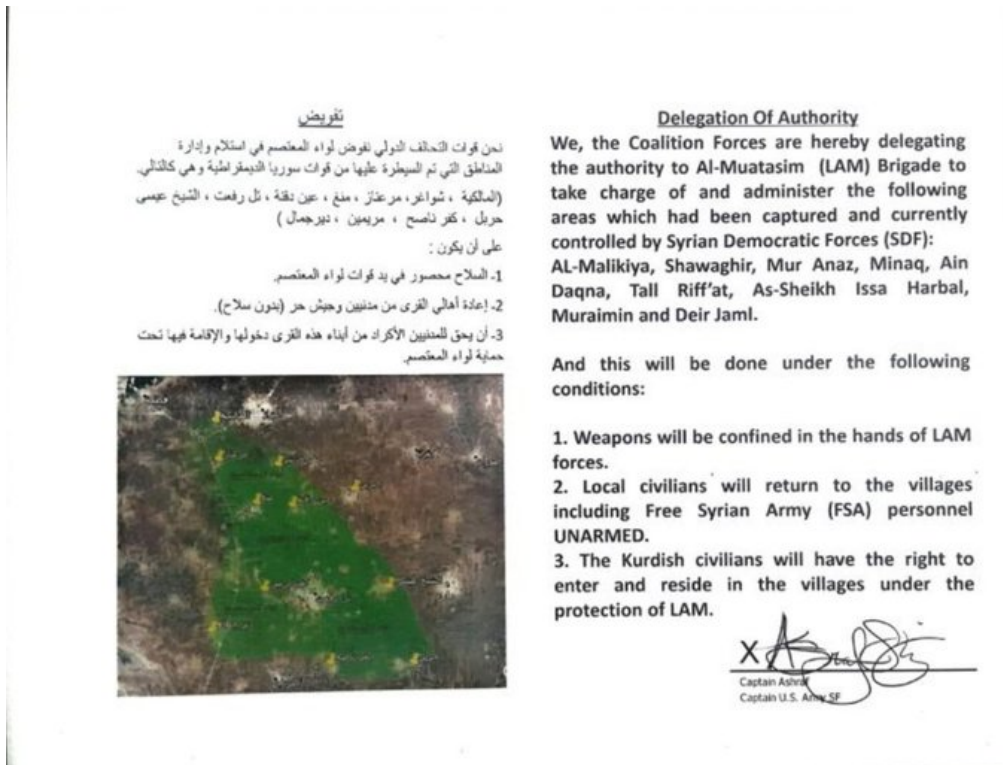 تفويض
نحن قوات التحالف الدولي نفوض لواء المعتصم في استلام وإدارة
المناطق التي تم السيطرة عليها من قوات سوريا الديمقراطية وهي كالتالي.
(المالكية ، شواغر، مرعناز ، منغ، عين دقنة ، تل رفعت ، الشيخ عيسى
حربل ، كفر ناصح ، مريمين ، ديرجمال )
على أن يكون :
1- السلاح محصور في يد قوات لواء المعتصم.
2- إعادة أهالي القرى من مدنيين وجيش حر (بدون سلاح).
3- أن يحق للمدنيين الأكراد من أبناء هذه القرى دخولها والإقامة فيها تحت
حماية لواء المعتصم.
Delegation Of Authority
We, the Coalition Forces are hereby delegating
the authority to Al-Muatasim (LAM) Brigade to
take charge of and administer the following
areas which had been captured and currently
controlled by Syrian Democratic Forces (SDF):
AL-Malikiya, Shawaghir, Mur Anaz, Minaq, Ain
Daqna, Tall Riff'at, As-Sheikh Issa Harbal,
Muraimin and Deir Jaml.
And this will be done under the following
conditions:
1. Weapons will be confined in the hands of LAM
forces.
2. Local civilians will return to the villages
including Free Syrian Army (FSA) personnel
UNARMED.
3. The Kurdish civilians will have the right to
enter and reside in the villages under the
protection of LAM.
X
Captain Ashraf
Captain U.S. Army SF